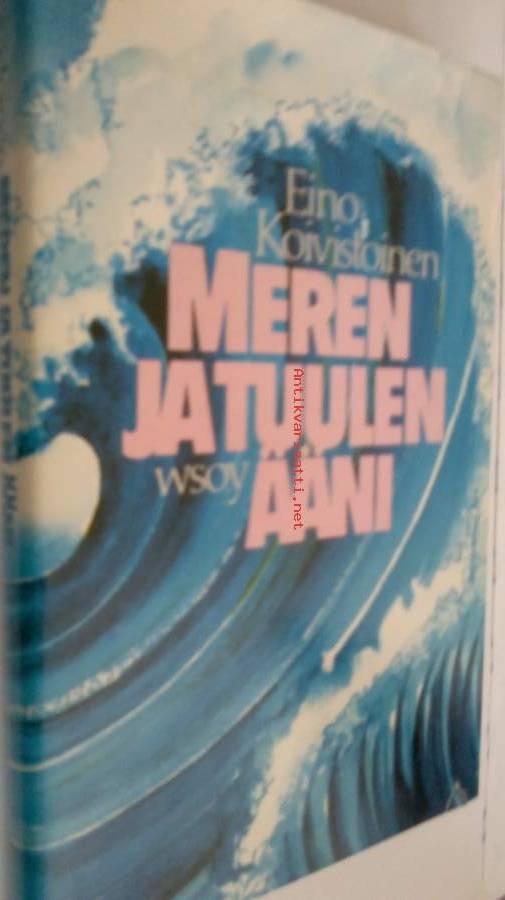 Eino
Koivistoinen
MEREN
JA TUULEN
wsoy ÄÄNI
Antikvariaatti.net